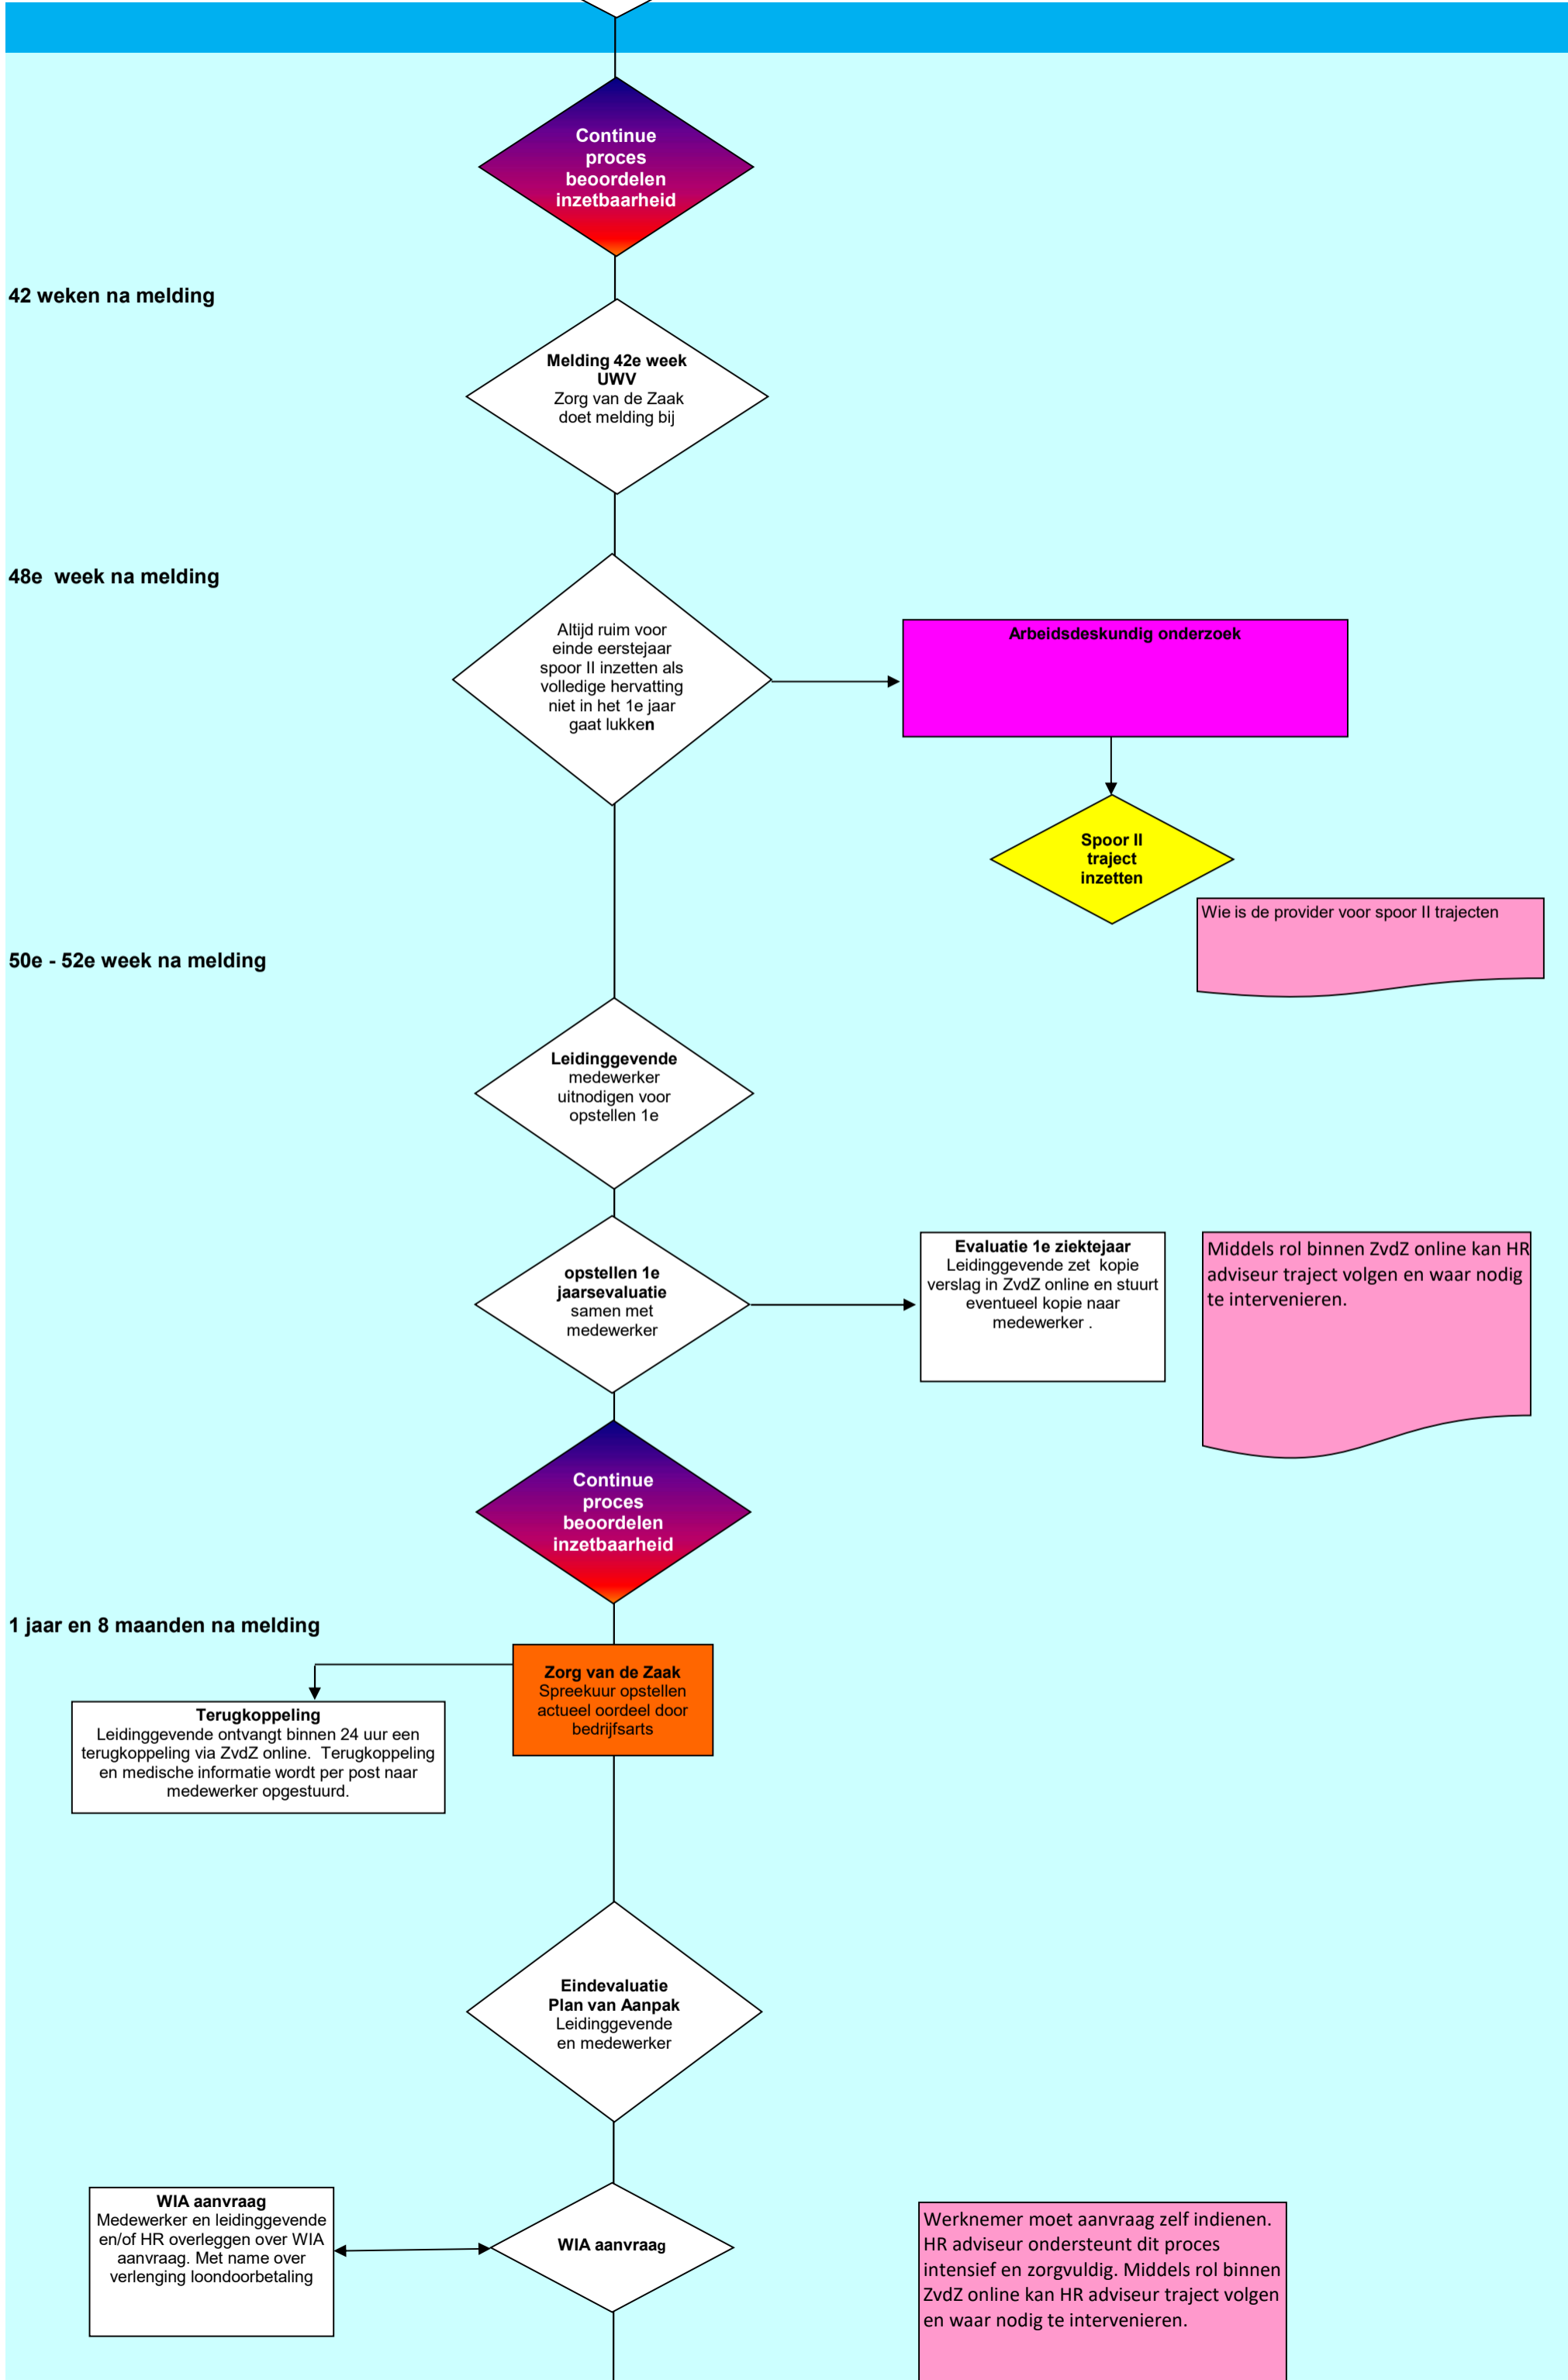 Continue
proces
beoordelen
inzetbaarheid
42 weken na melding
Melding 42e week
UWV
Zorg van de Zaak
doet melding bij
48e  week na melding
Altijd ruim voor
einde eerstejaar
spoor II inzetten als
volledige hervatting
niet in het 1e jaar
gaat lukken
Arbeidsdeskundig onderzoek
Spoor II
traject
inzetten
Wie is de provider voor spoor II trajecten
50e - 52e week na melding
Leidinggevende
medewerker
uitnodigen voor
opstellen 1e
opstellen 1e
jaarsevaluatie
samen met
medewerker
Evaluatie 1e ziektejaar
Leidinggevende zet  kopie
verslag in ZvdZ online en stuurt
eventueel kopie naar
medewerker .
Middels rol binnen ZvdZ online kan HR
adviseur traject volgen en waar nodig
te intervenieren.
Continue
proces
beoordelen
inzetbaarheid
1 jaar en 8 maanden na melding
Zorg van de Zaak
Spreekuur opstellen
actueel oordeel door
bedrijfsarts
Terugkoppeling
Leidinggevende ontvangt binnen 24 uur een
terugkoppeling via ZvdZ online.  Terugkoppeling
en medische informatie wordt per post naar
medewerker opgestuurd.
Eindevaluatie
Plan van Aanpak
Leidinggevende
en medewerker
WIA aanvraag
Medewerker en leidinggevende
en/of HR overleggen over WIA
aanvraag. Met name over
verlenging loondoorbetaling
WIA aanvraag
Werknemer moet aanvraag zelf indienen.
HR adviseur ondersteunt dit proces
intensief en zorgvuldig. Middels rol binnen
ZvdZ online kan HR adviseur traject volgen
en waar nodig te intervenieren.